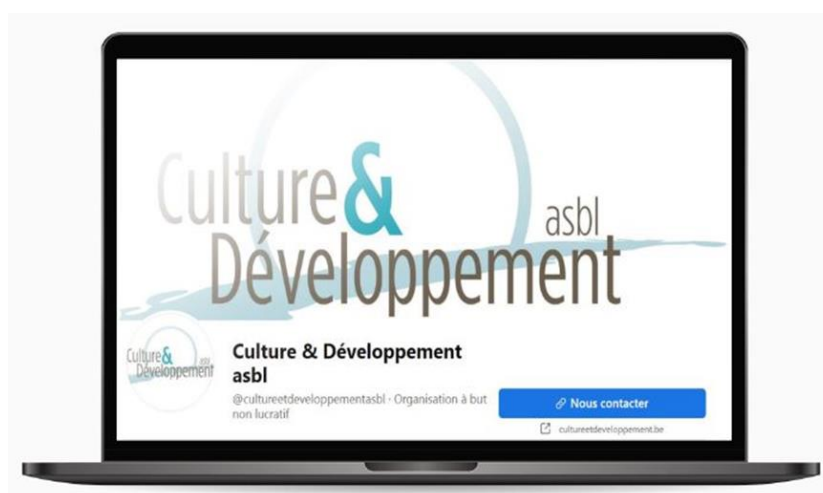 Culture &
asbl
Développement
Culture &
asbl
Développement
Culture & Développement
asbl
@cultureetdeveloppementasbl · Organisation à but
non lucratif
Nous contacter
cultureetdeveloppement.be